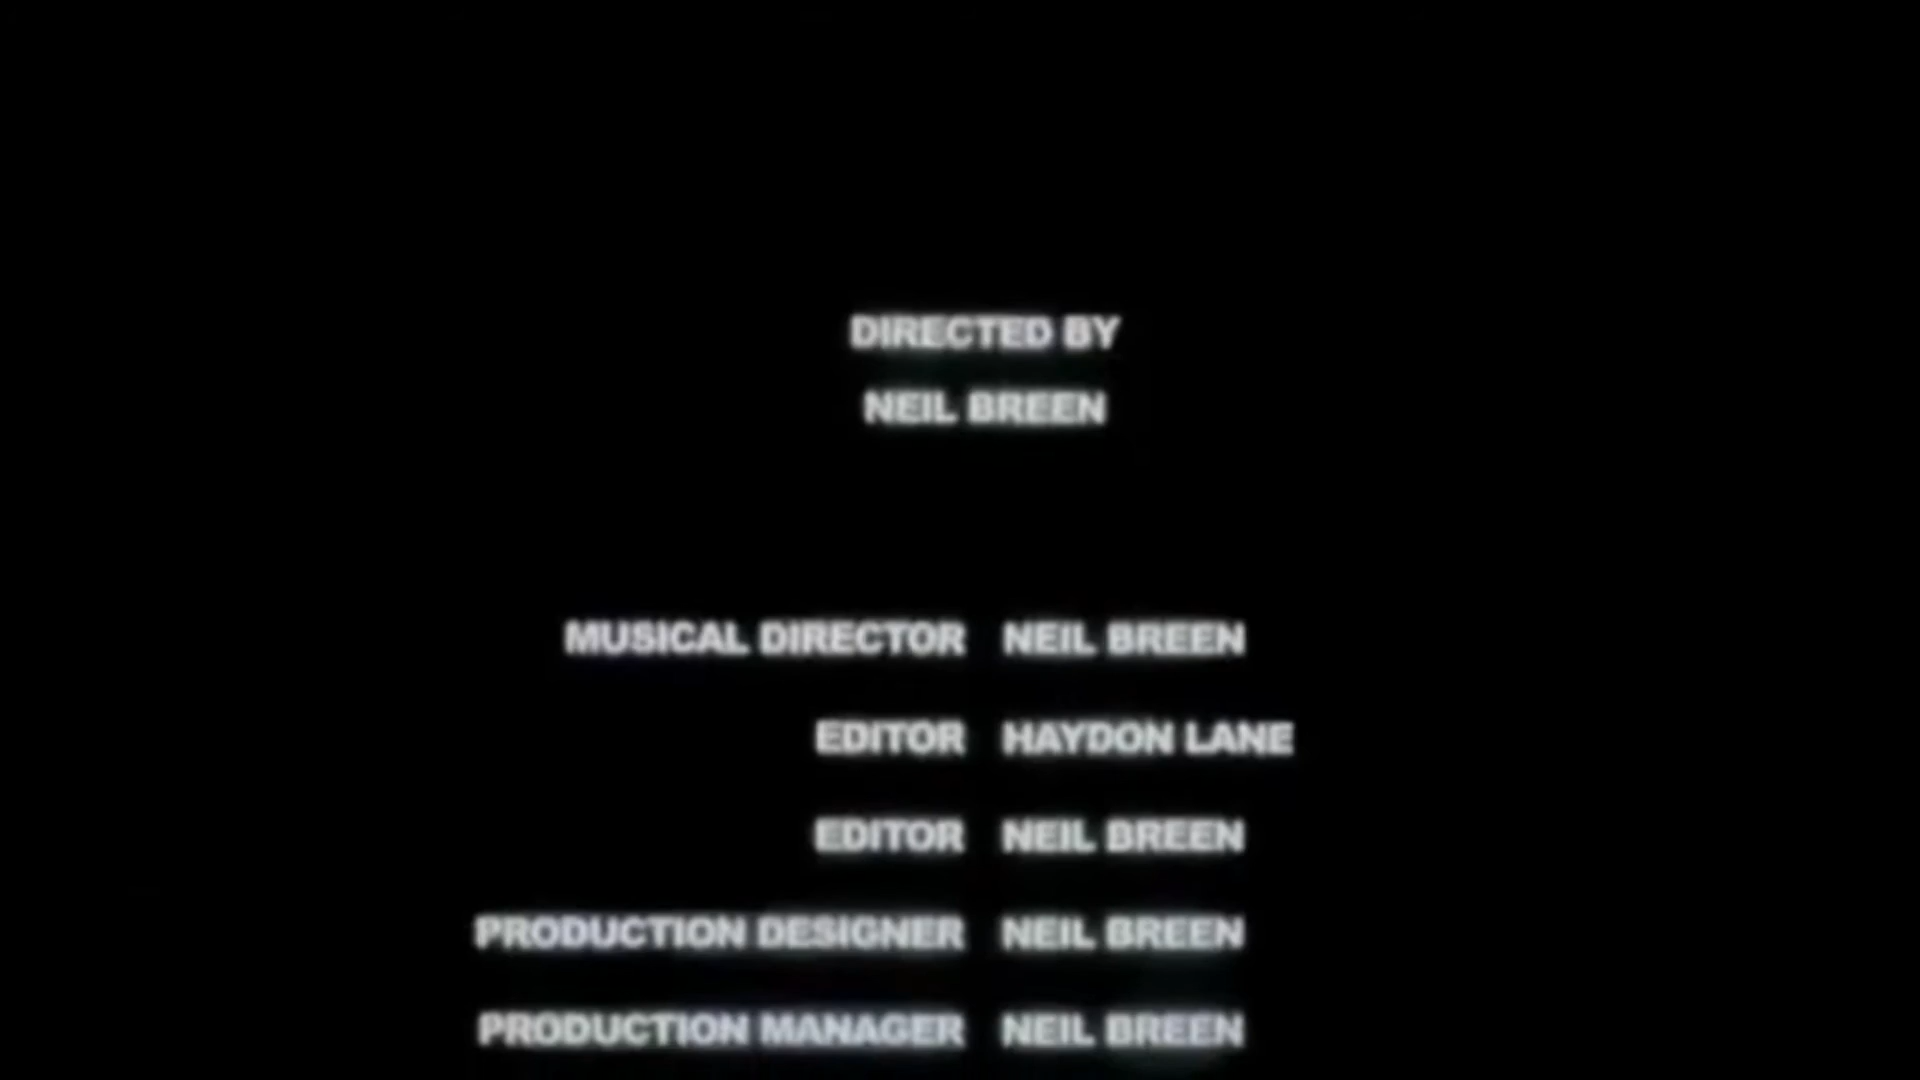 DIRECTED BY
NEIL BREEN
MUSICAL DIRECTOR NEIL BREEN
EDITOR HAYDON LANE
EDITOR NEIL BREEN
PRODUCTION DESIGNER NEIL BREEN
PRODUCTION MANAGER NEIL BREEN